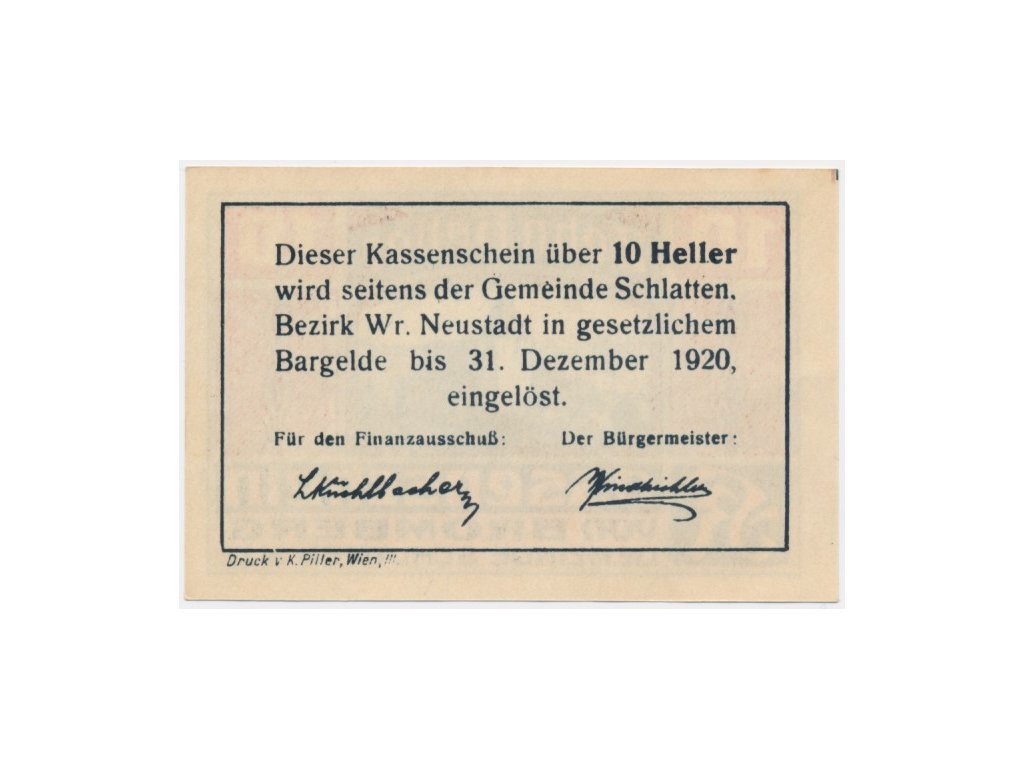 Dieser Kassenschein über 10 Heller
wird seitens der Gemeinde Schlatten,
Bezirk Wr. Neustadt in gesetzlichem
Bargelde bis 31. Dezember 1920,
eingelöst.
Für den Finanzausschuß: Der Bürgermeister:
Druck v K. Piller, Wien, III.